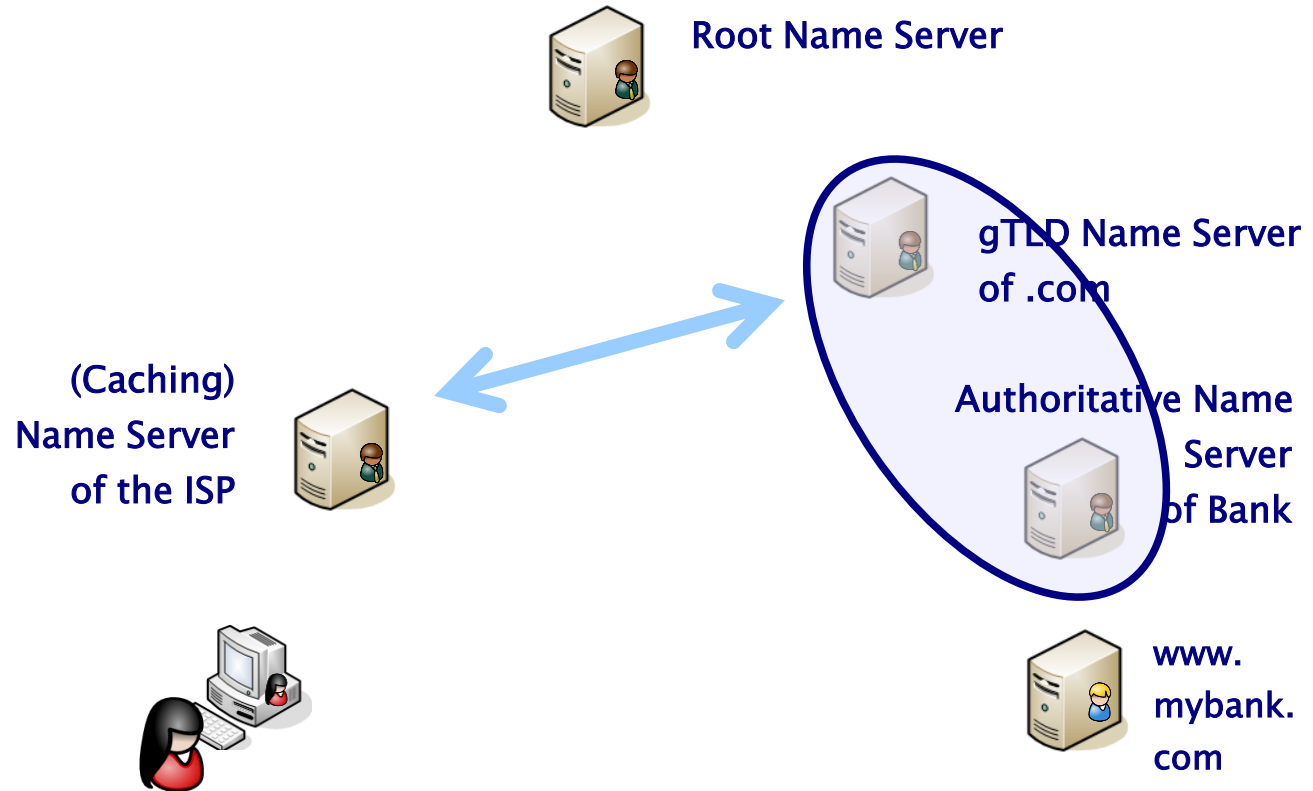 Root Name Server
gTLD Name Server
of .com
(Caching)
Name Server
of the ISP
Authoritative Name
Server
of Bank
www.
mybank.
com